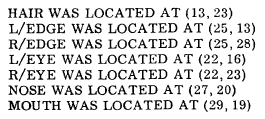 HAIR WAS LOCATED AT (13, 23)
L/EDGE WAS LOCATED AT (25, 13)
R/EDGE WAS LOCATED AT (25, 28)
L/EYE WAS LOCATED AT (22, 16)
R/EYE WAS LOCATED AT (22, 23)
NOSE WAS LOCATED AT (27, 20)
MOUTH WAS LOCATED AT (29, 19)